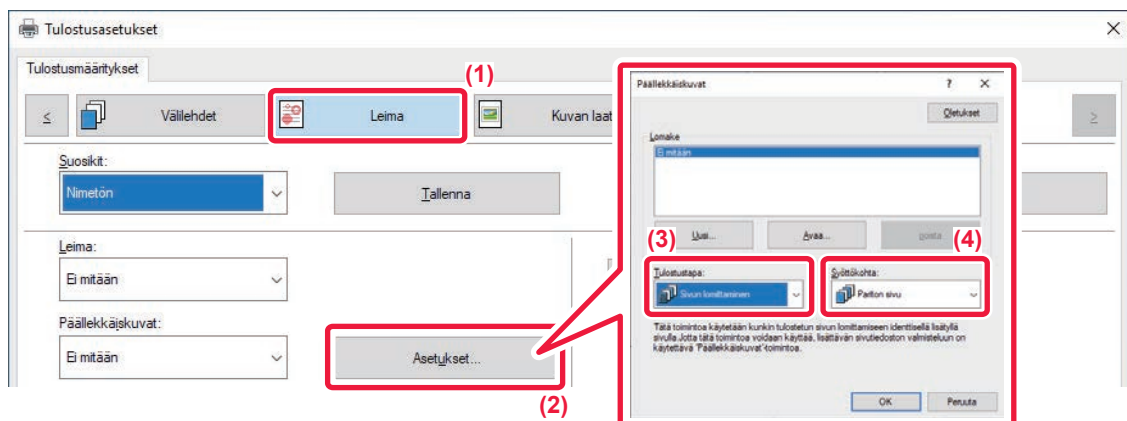 Tulostusasetukset
Tulostusmääritykset
(1)
Välilehdet
Leima
Kuvan laat
Suosikit:
Nimetön
Tallenna
Leima:
Ei mitään
Päällekkäiskuvat:
Ei mitään
Asetukset...
(2)
Päällekkäiskuvat
?
Oletukset
Lomake
Ei mitään
Uusi...
Avaa...
poista
(3)
(4)
Tulostustapa:
Syöttökohta:
Sivun lomittaminen
Pariton sivu
Tätä toimintoa käytetään kunkin tulostetun sivun lomittamiseen identtisellä lisätyllä
sivulla.Jotta tätä toimintoa voidaan käyttää, lisättävän sivutiedoston valmisteluun on
käytettävä 'Päällekkäiskuvat'-toimintoa.
OK
Peruuta